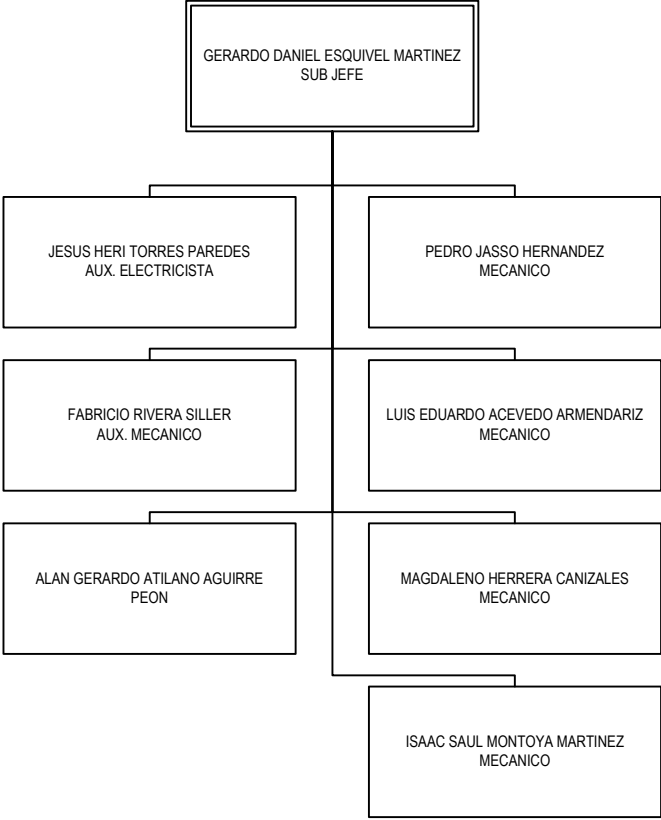 GERARDO DANIEL ESQUIVEL MARTINEZ
SUB JEFE
JESUS HERI TORRES PAREDES
AUX. ELECTRICISTA
PEDRO JASSO HERNANDEZ
MECANICO
FABRICIO RIVERA SILLER
AUX. MECANICO
LUIS EDUARDO ACEVEDO ARMENDARIZ
MECANICO
ALAN GERARDO ATILANO AGUIRRE
PEON
MAGDALENO HERRERA CANIZALES
MECANICO
ISAAC SAUL MONTOYA MARTINEZ
MECANICO